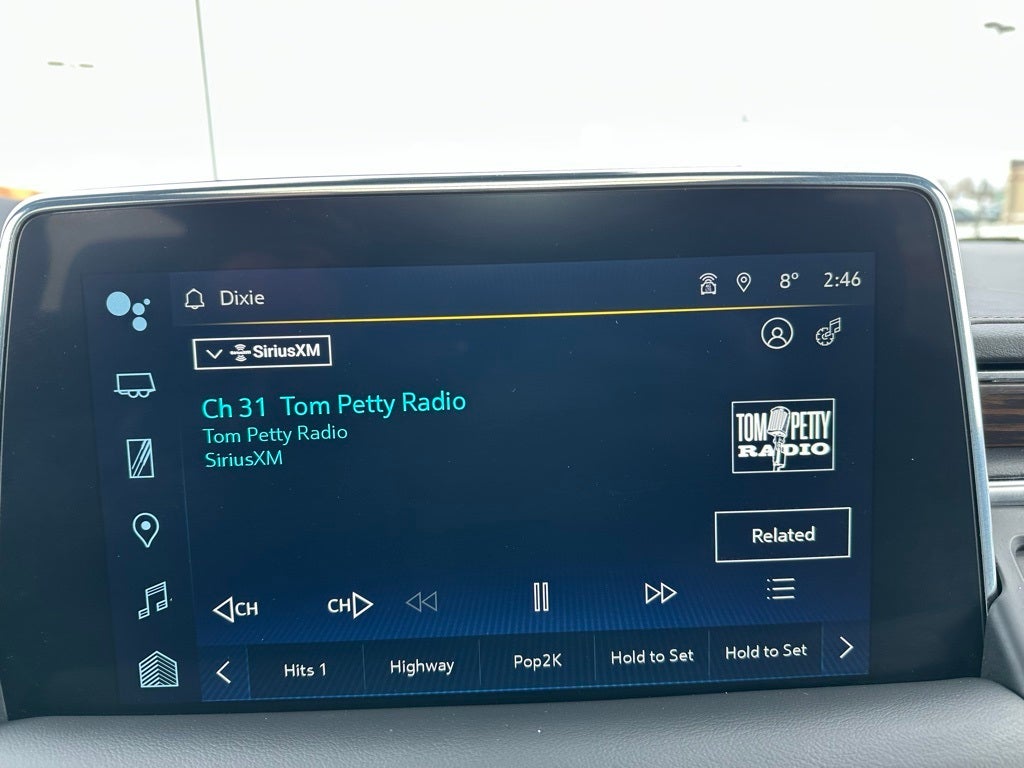 Dixie
8° 2:46
SiriusXM
Ch 31 Tom Petty Radio
Tom Petty Radio
SiriusXM
TOM PETTY
RADIO
Related
CH CH
Hits 1 Highway Pop2K Hold to Set Hold to Set